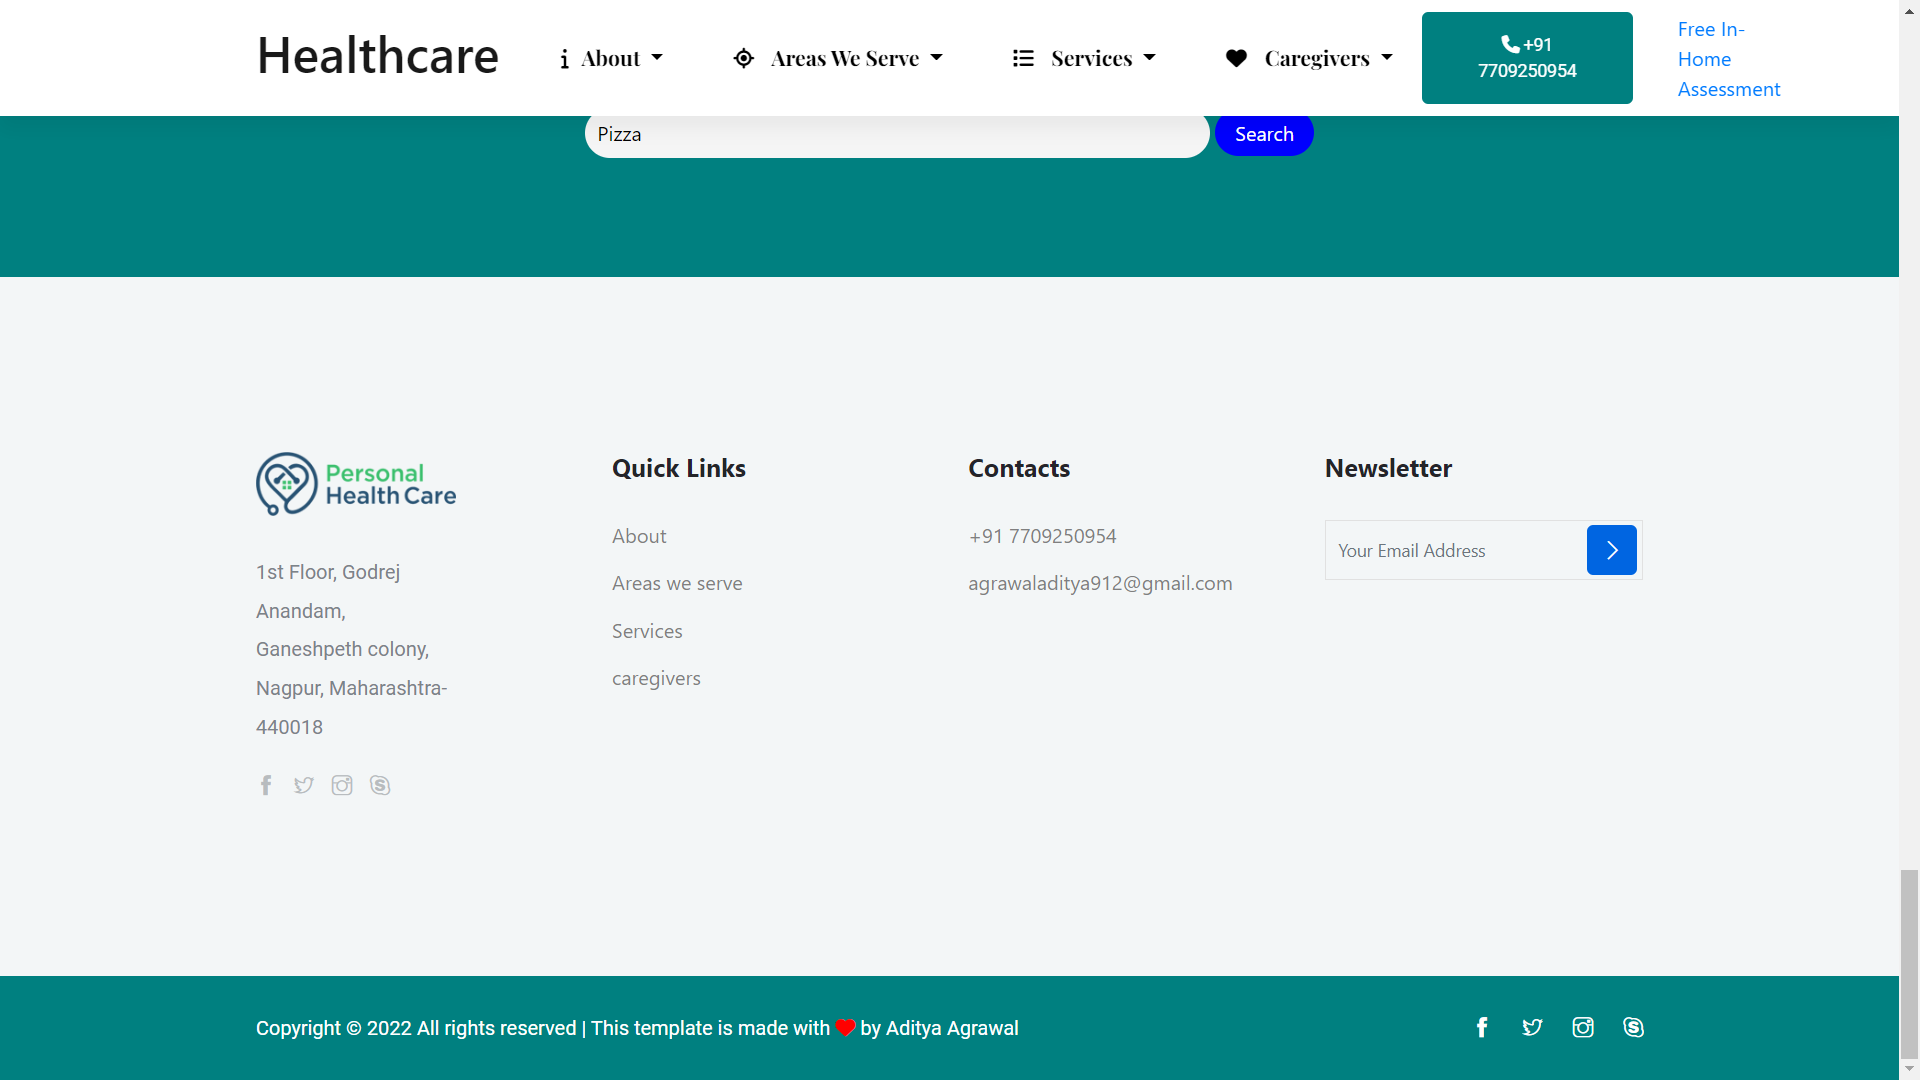 Healthcare
About
Areas We Serve
Services
Caregivers
+91
7709250954
Free In-
Home
Assessment
Pizza
Search
Personal
Health Care
1st Floor, Godrej
Anandam,
Ganeshpeth colony,
Nagpur, Maharashtra-
440018
Quick Links
About
Areas we serve
Services
caregivers
Contacts
+91 7709250954
agrawaladitya912@gmail.com
Newsletter
Your Email Address
Copyright © 2022 All rights reserved | This template is made with ❤ by Aditya Agrawal